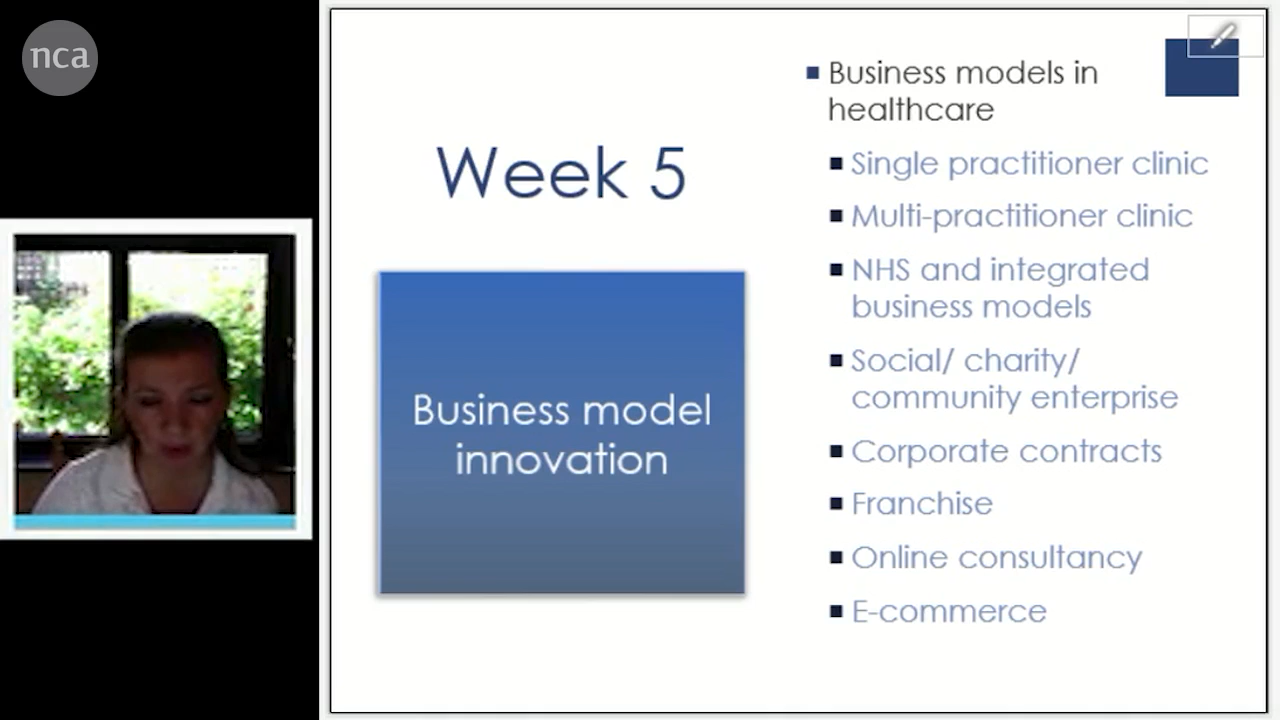 nca
Week 5
Business model
innovation
Business models in
healthcare
Single practitioner clinic
Multi-practitioner clinic
NHS and integrated
business models
Social/ charity/
community enterprise
Corporate contracts
Franchise
Online consultancy
E-commerce